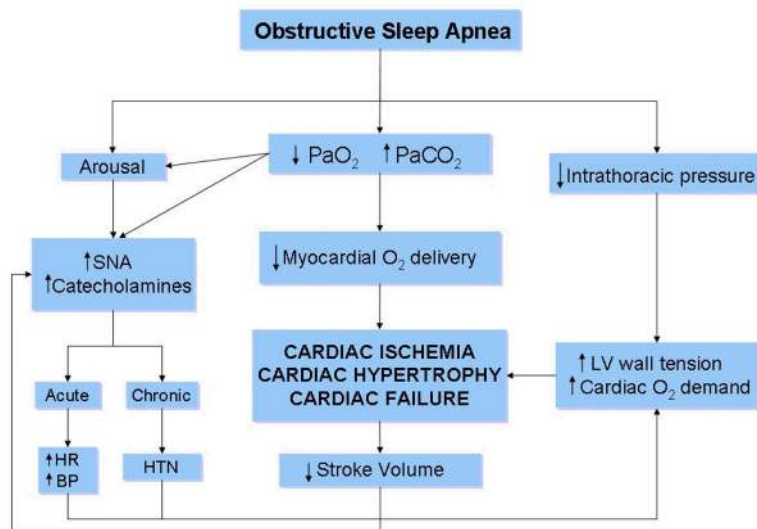 Obstructive Sleep Apnea
Arousal
↓ PaO₂ ↑ PaCO₂
↓ Intrathoracic pressure
↑SNA
↑Catecholamines
↓ Myocardial O₂ delivery
CARDIAC ISCHEMIA
CARDIAC HYPERTROPHY
CARDIAC FAILURE
↑ LV wall tension
↑ Cardiac O₂ demand
Acute
Chronic
↑HR
↑BP
HTN
↓ Stroke Volume